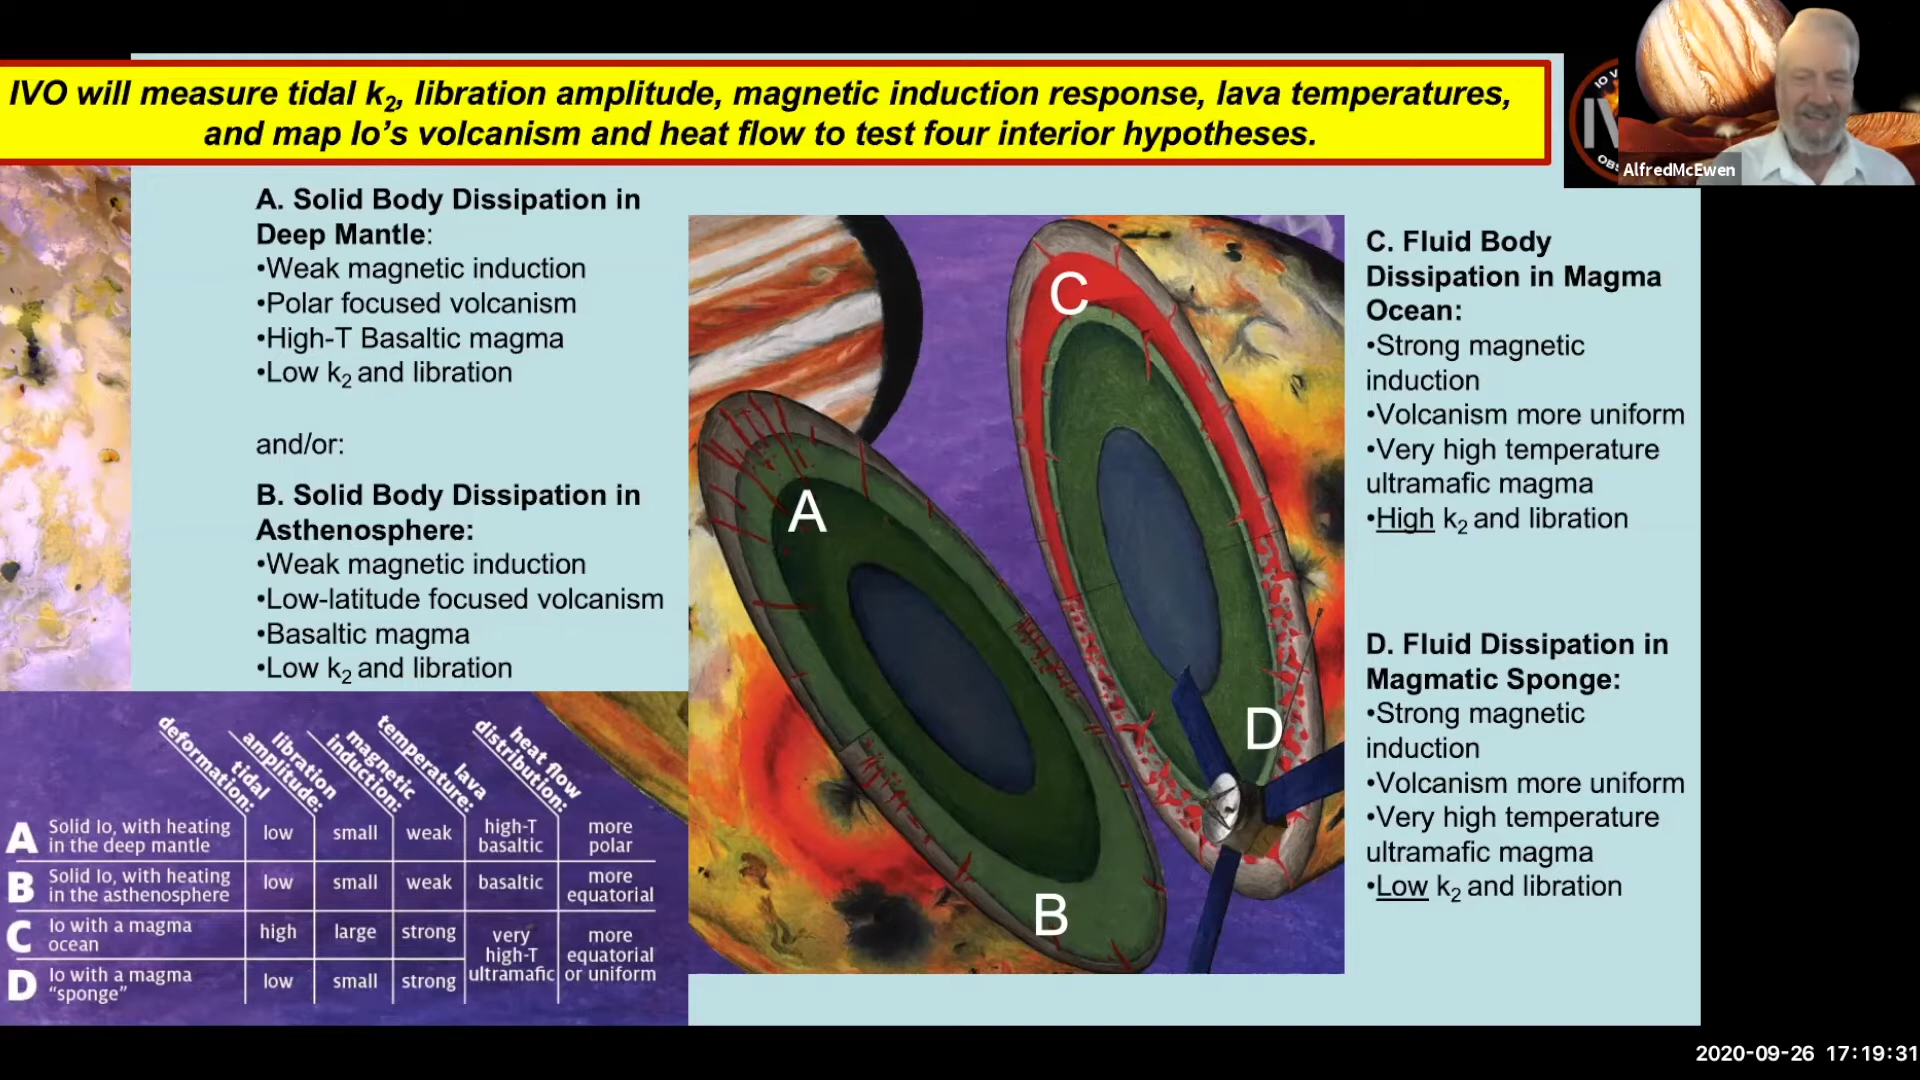 IVO will measure tidal k2, libration amplitude, magnetic induction response, lava temperatures,
and map Io's volcanism and heat flow to test four interior hypotheses.
AlfredMcEwen
A. Solid Body Dissipation in
Deep Mantle:
•Weak magnetic induction
•Polar focused volcanism
•High-T Basaltic magma
•Low k2 and libration
and/or:
B. Solid Body Dissipation in
Asthenosphere:
•Weak magnetic induction
•Low-latitude focused volcanism
•Basaltic magma
•Low k2 and libration
C
A
D
B
C. Fluid Body
Dissipation in Magma
Ocean:
•Strong magnetic
induction
•Volcanism more uniform
•Very high temperature
ultramafic magma
•High k2 and libration
D. Fluid Dissipation in
Magmatic Sponge:
•Strong magnetic
induction
•Volcanism more uniform
•Very high temperature
ultramafic magma
•Low k2 and libration
tidal
deformation:
libration
amplitude:
magnetic
induction:
lava
temperature:
heat flow
distribution:
A Solid Io, with heating
in the deep mantle
low
small
weak
high-T
basaltic
more
polar
B Solid Io, with heating
in the asthenosphere
low
small
weak
basaltic
more
equatorial
C Io with a magma
ocean
high
large
strong
very
high-T
ultramafic
more
equatorial
or uniform
D Io with a magma
"sponge"
low
small
strong
2020-09-26 17:19:31